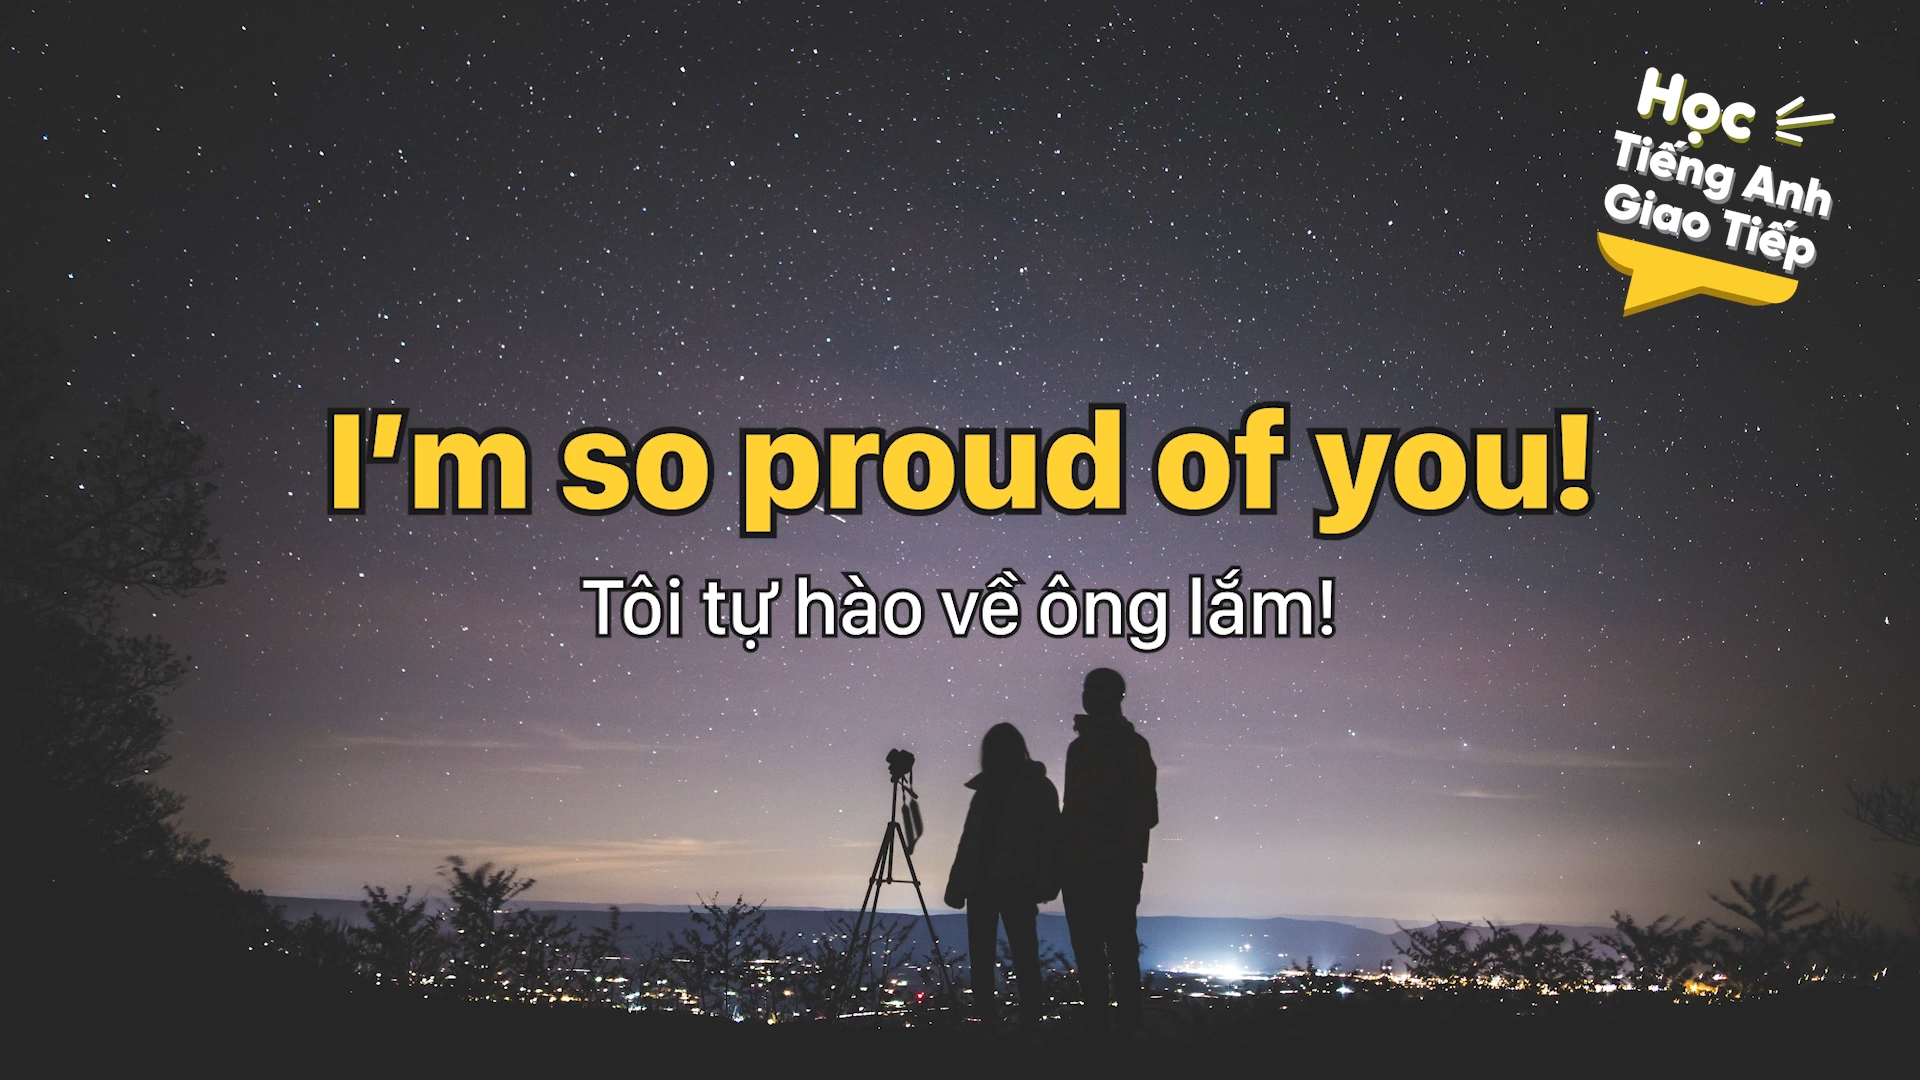 Học
Tiếng Anh
Giao Tiếp
I’m so proud of you!
Tôi tự hào về ông lắm!